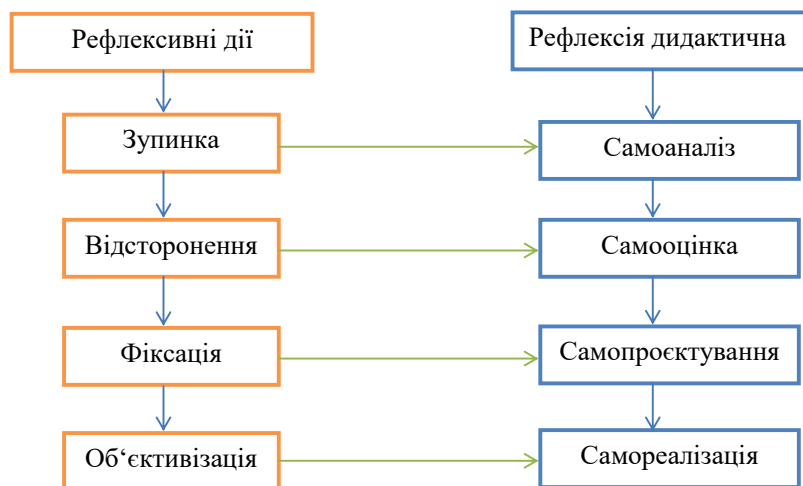 Рефлексивні дії
Рефлексія дидактична
Зупинка
Самоаналіз
Відсторонення
Самооцінка
Фіксація
Самопроєктування
Об‘єктивізація
Самореалізація